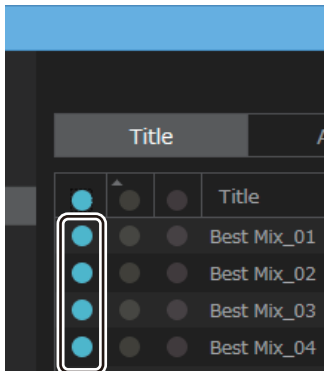 Title
A
Title
Best Mix_01
Best Mix_02
Best Mix_03
Best Mix_04